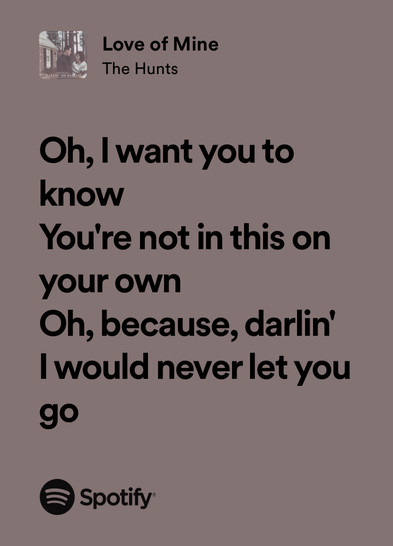 Love of Mine
The Hunts
Oh, I want you to
know
You're not in this on
your own
Oh, because, darlin'
I would never let you
go
Spotify®